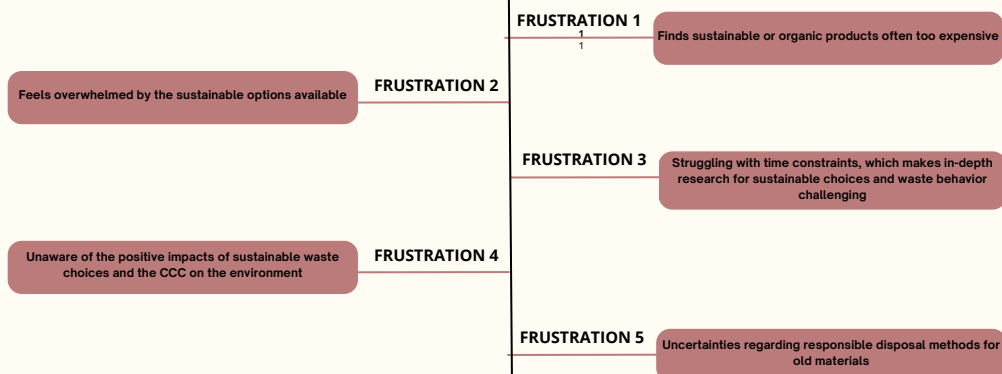 FRUSTRATION 1
1
1
Finds sustainable or organic products often too expensive
FRUSTRATION 2
Feels overwhelmed by the sustainable options available
FRUSTRATION 3
Struggling with time constraints, which makes in-depth
research for sustainable choices and waste behavior
challenging
FRUSTRATION 4
Unaware of the positive impacts of sustainable waste
choices and the CCC on the environment
FRUSTRATION 5
Uncertainties regarding responsible disposal methods for
old materials